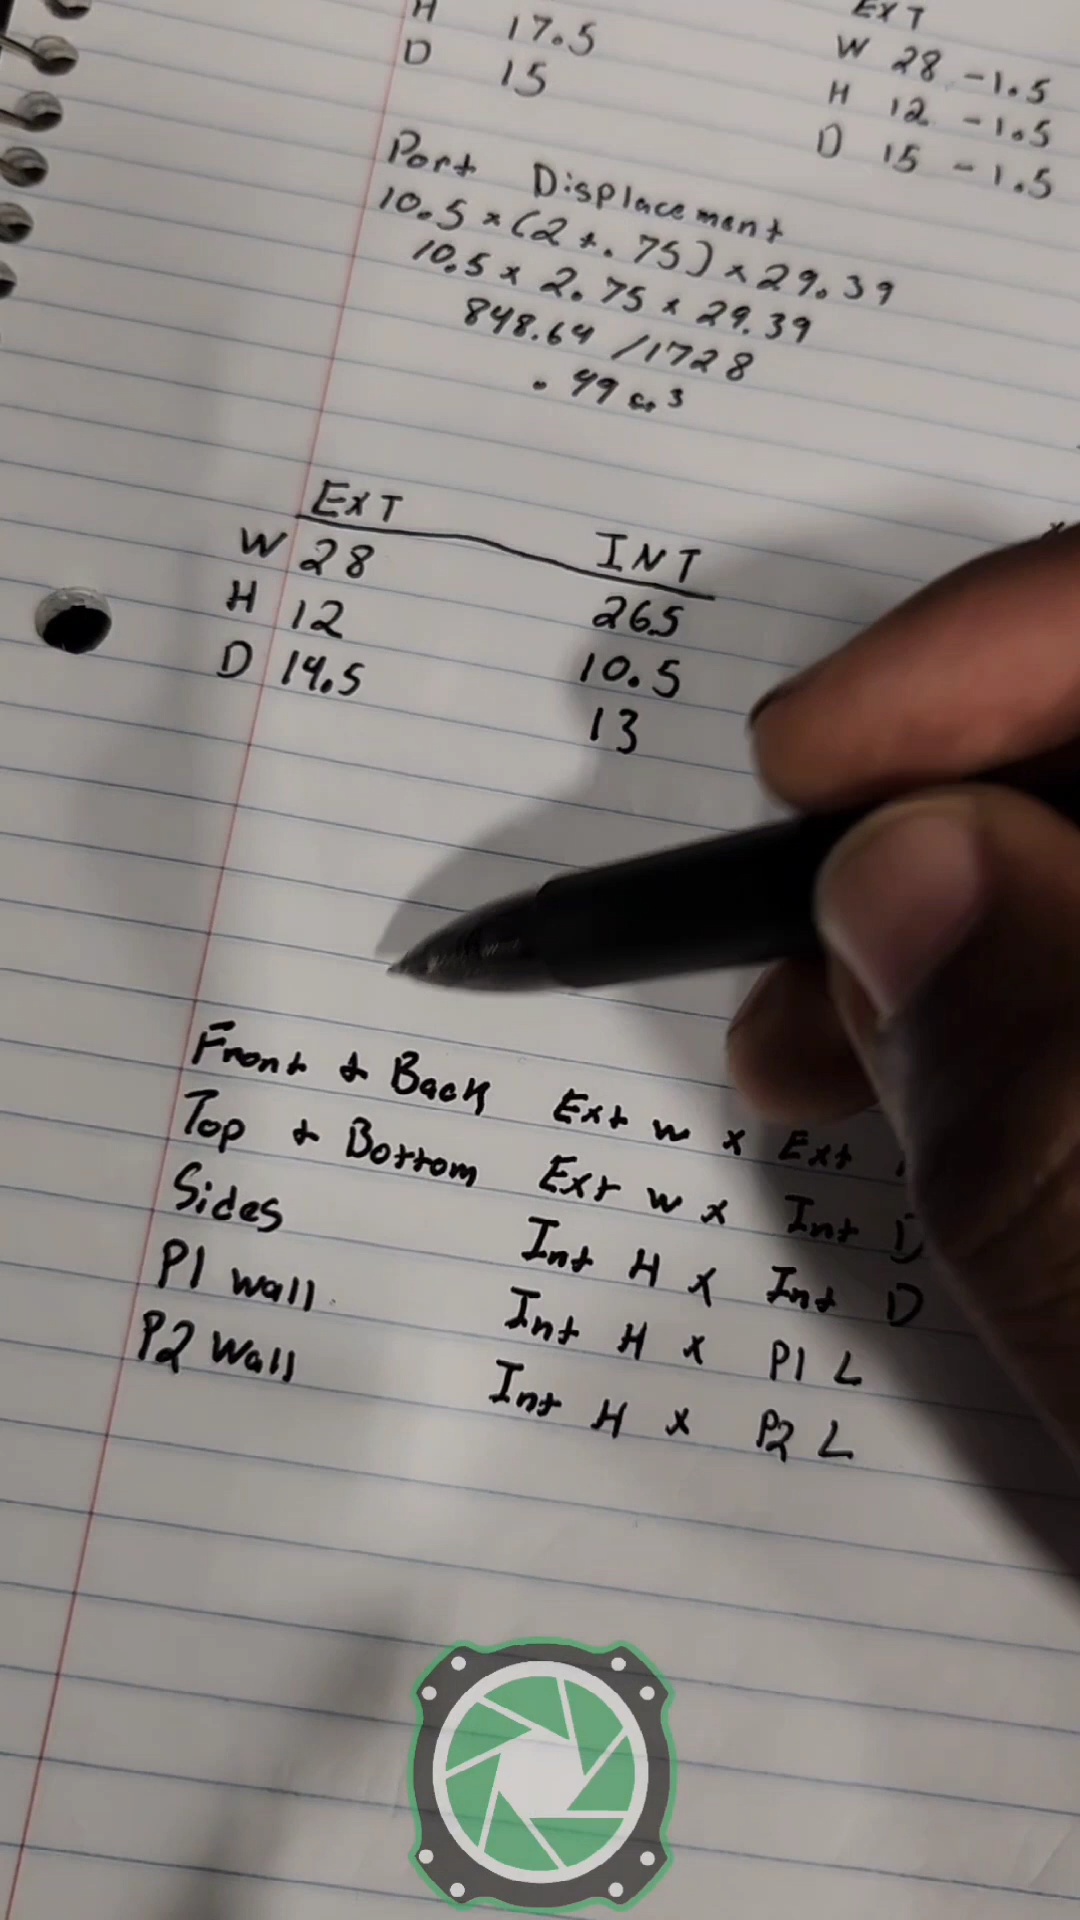 H 17.5
D 15
EXT
W 28 -1.5
H 12 -1.5
D 15 -1.5
Port Displacement
10.5 x (2 + .75) x 29.39
10.5 x 2.75 x 29.39
848.64 / 1728
.49
EXT INT
W 28 26.5
H 12 10.5
D 14.5 13
Front + Back Ext w x Ext
Top + Bottom Ext w x Int D
Sides Int H x Int D
P1 wall Int H x P1 L
P2 Wall Int H x P2 L